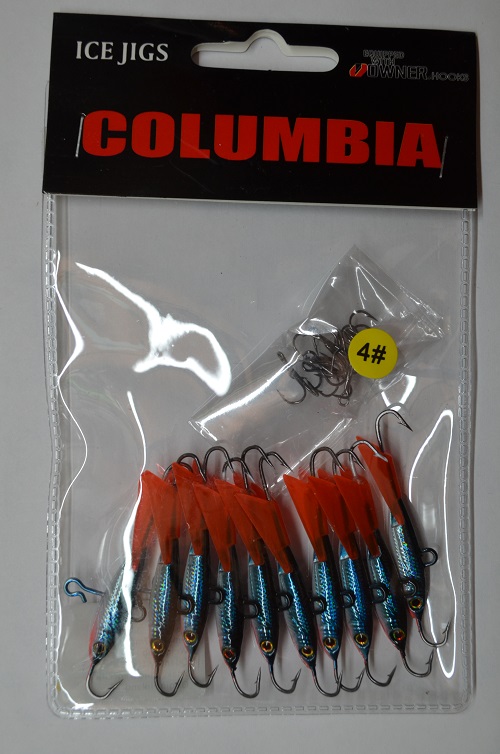 ICE JIGS
EQUIPPED
WITH
OWNER HOOKS
COLUMBIA
4#